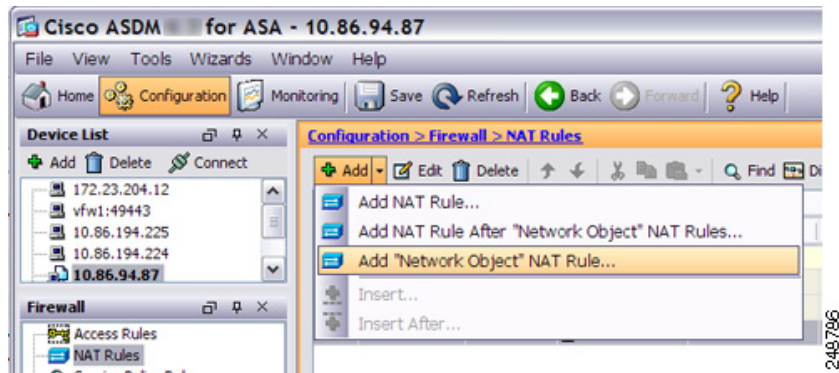 Cisco ASDM for ASA - 10.86.94.87
File View Tools Wizards Window Help
Home Configuration Monitoring Save Refresh Back Forward Help
Device List
Add Delete Connect
172.23.204.12
vfw1:49443
10.86.194.225
10.86.194.224
10.86.94.87
Firewall
Access Rules
NAT Rules
Configuration > Firewall > NAT Rules
Add Edit Delete Find Di
Add NAT Rule...
Add NAT Rule After "Network Object" NAT Rules...
Add "Network Object" NAT Rule...
Insert...
Insert After...
248786